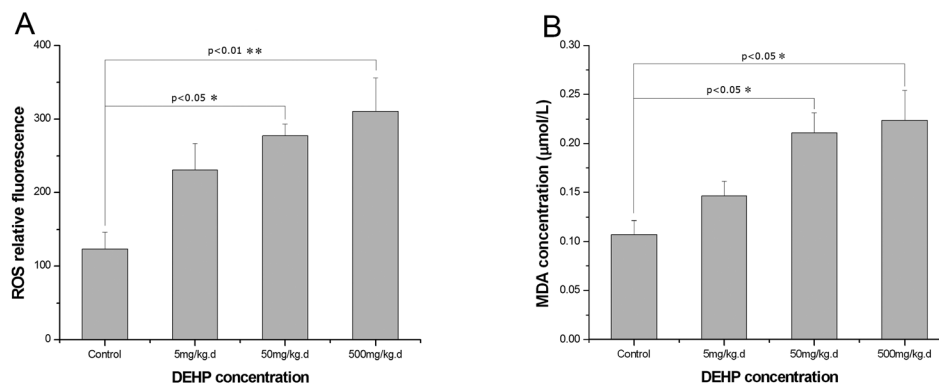 A
ROS relative fluorescence
400
300
200
100
0
p<0.01 **
p<0.05 *
Control
5mg/kg.d
50mg/kg.d
500mg/kg.d
DEHP concentration
B
MDA concentration (µmol/L)
0.30
0.25
0.20
0.15
0.10
0.05
0.00
p<0.05 *
p<0.05 *
Control
5mg/kg.d
50mg/kg.d
500mg/kg.d
DEHP concentration